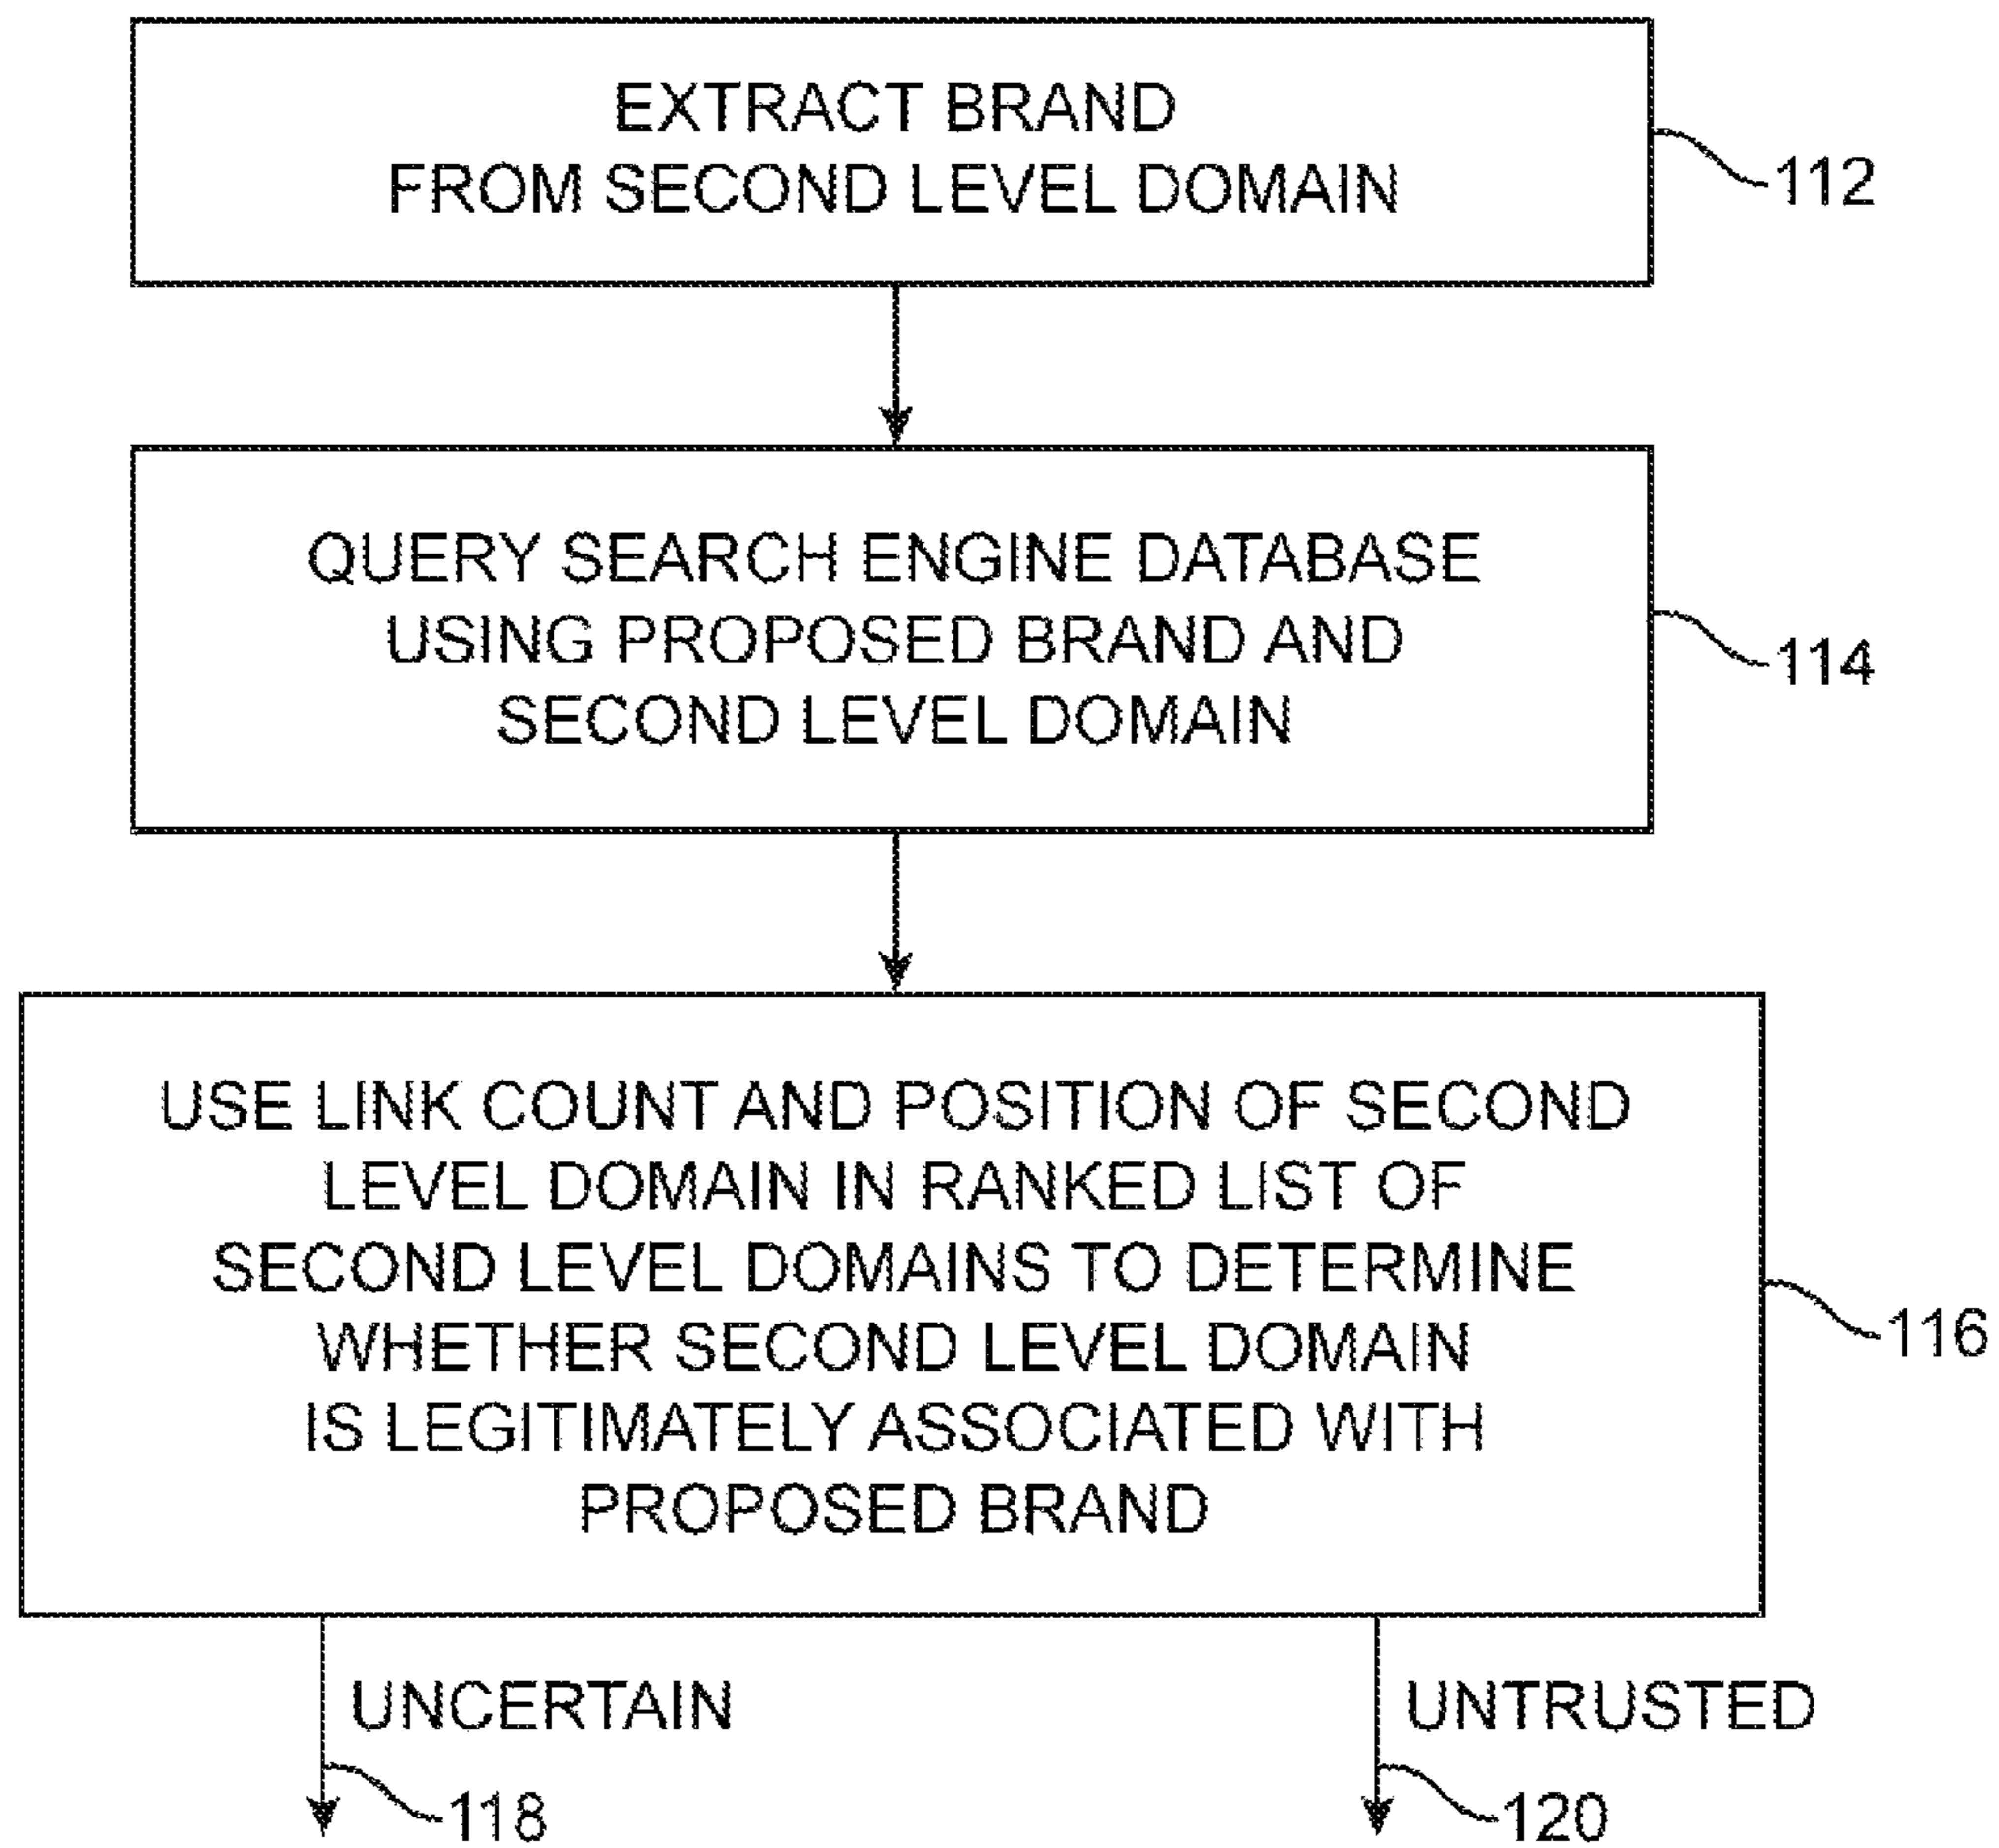 EXTRACT BRAND
FROM SECOND LEVEL DOMAIN
112
QUERY SEARCH ENGINE DATABASE
USING PROPOSED BRAND AND
SECOND LEVEL DOMAIN
114
USE LINK COUNT AND POSITION OF SECOND
LEVEL DOMAIN IN RANKED LIST OF
SECOND LEVEL DOMAINS TO DETERMINE
WHETHER SECOND LEVEL DOMAIN
IS LEGITIMATELY ASSOCIATED WITH
PROPOSED BRAND
116
UNCERTAIN
118
UNTRUSTED
120